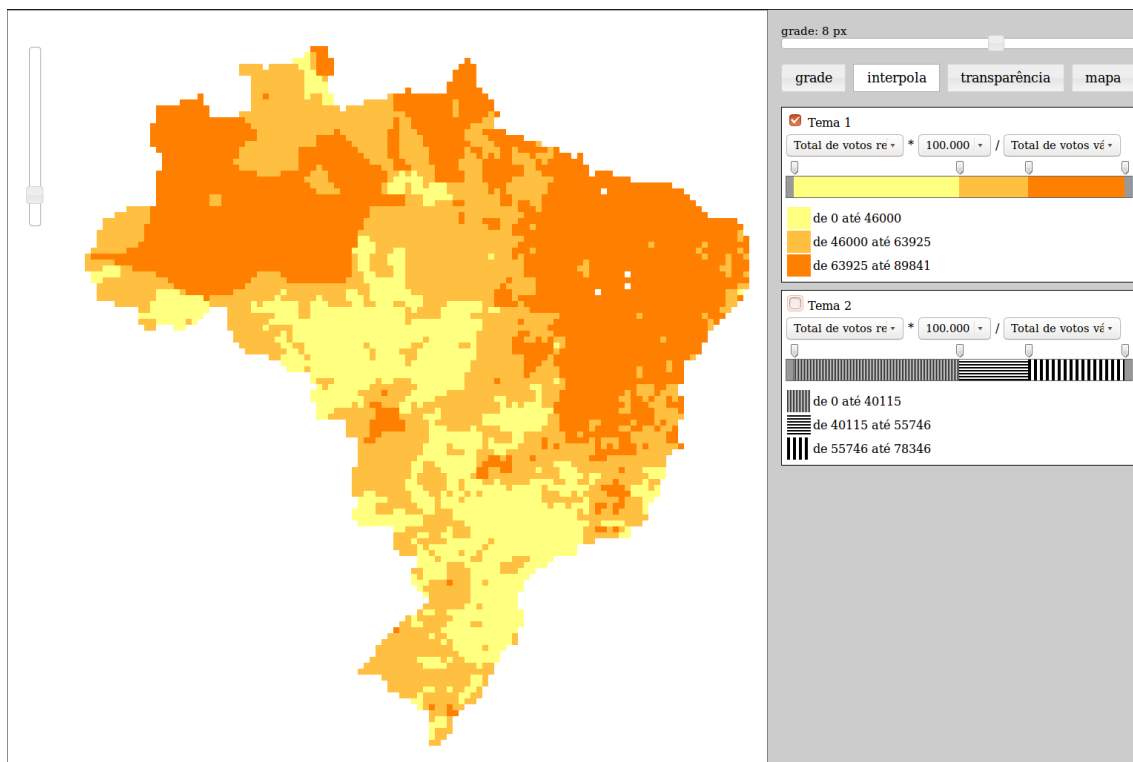 grade: 8 px
grade interpola transparência mapa
Tema 1
Total de votos re * 100.000 / Total de votos vá
de 0 até 46000
de 46000 até 63925
de 63925 até 89841
Tema 2
Total de votos re * 100.000 / Total de votos vá
de 0 até 40115
de 40115 até 55746
de 55746 até 78346